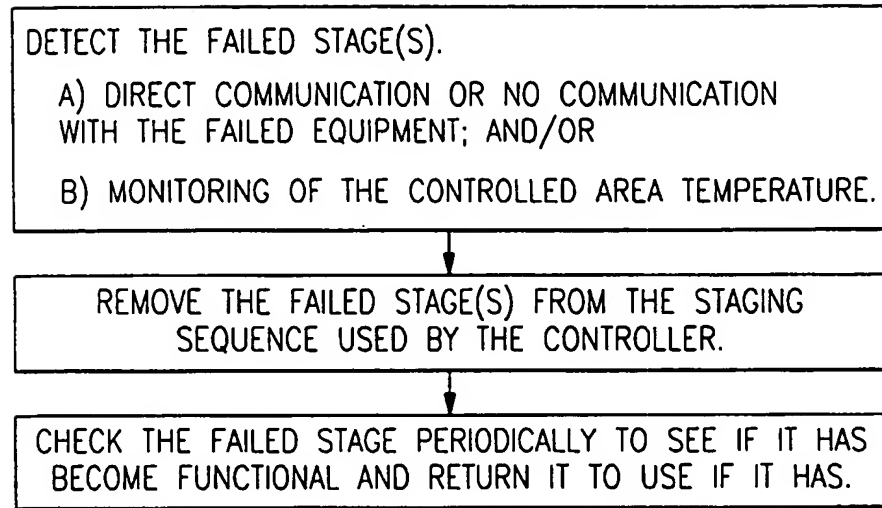 DETECT THE FAILED STAGE(S).
A) DIRECT COMMUNICATION OR NO COMMUNICATION
WITH THE FAILED EQUIPMENT; AND/OR
B) MONITORING OF THE CONTROLLED AREA TEMPERATURE.
REMOVE THE FAILED STAGE(S) FROM THE STAGING
SEQUENCE USED BY THE CONTROLLER.
CHECK THE FAILED STAGE PERIODICALLY TO SEE IF IT HAS
BECOME FUNCTIONAL AND RETURN IT TO USE IF IT HAS.